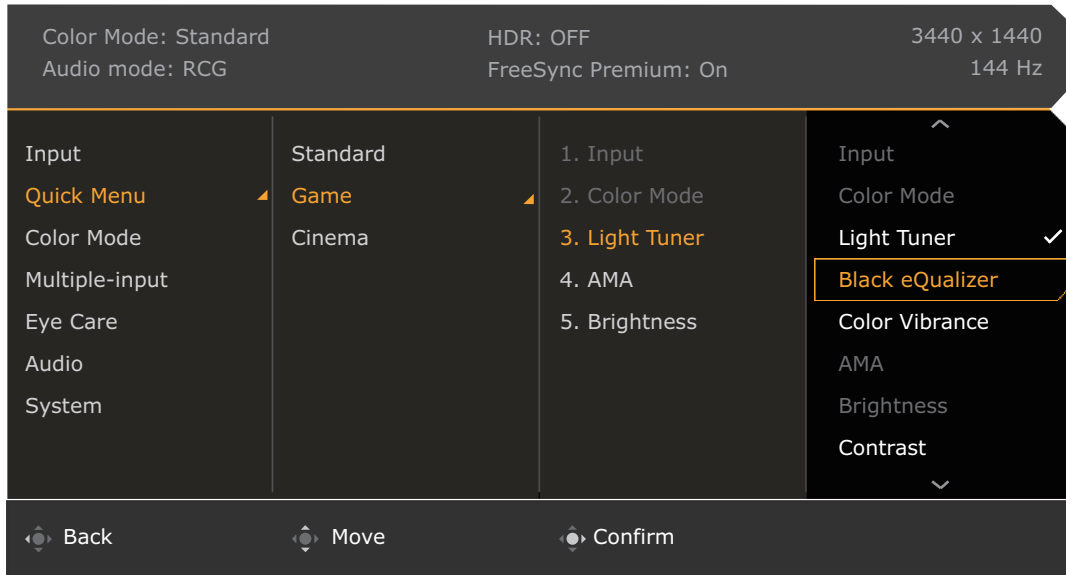 Color Mode: Standard
HDR: OFF
3440 x 1440
Audio mode: RCG
FreeSync Premium: On
144 Hz
Input
Quick Menu
Color Mode
Multiple-input
Eye Care
Audio
System
Standard
Game
Cinema
1. Input
2. Color Mode
3. Light Tuner
4. AMA
5. Brightness
Input
Color Mode
Light Tuner
Black eQualizer
Color Vibrance
AMA
Brightness
Contrast
Back
Move
Confirm